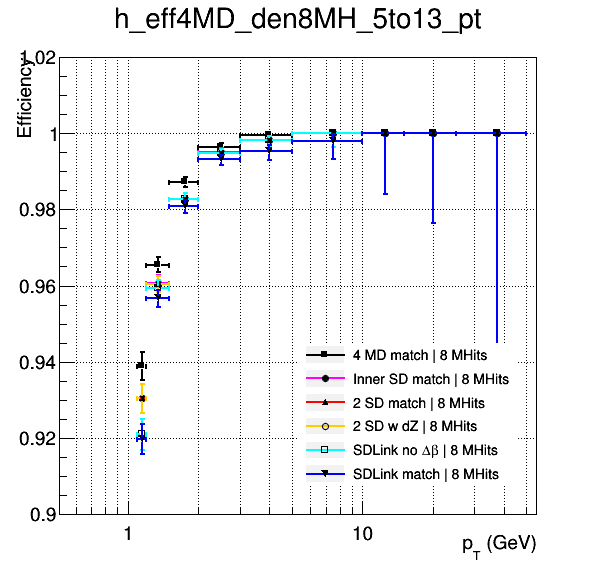 h_eff4MD_den8MH_5to13_pt
Efficiency
1.02
1
0.98
0.96
0.94
0.92
0.9
4 MD match | 8 MHits
Inner SD match | 8 MHits
2 SD match | 8 MHits
2 SD w dZ | 8 MHits
SDLink no Δβ | 8 MHits
SDLink match | 8 MHits
1
10
p_T (GeV)